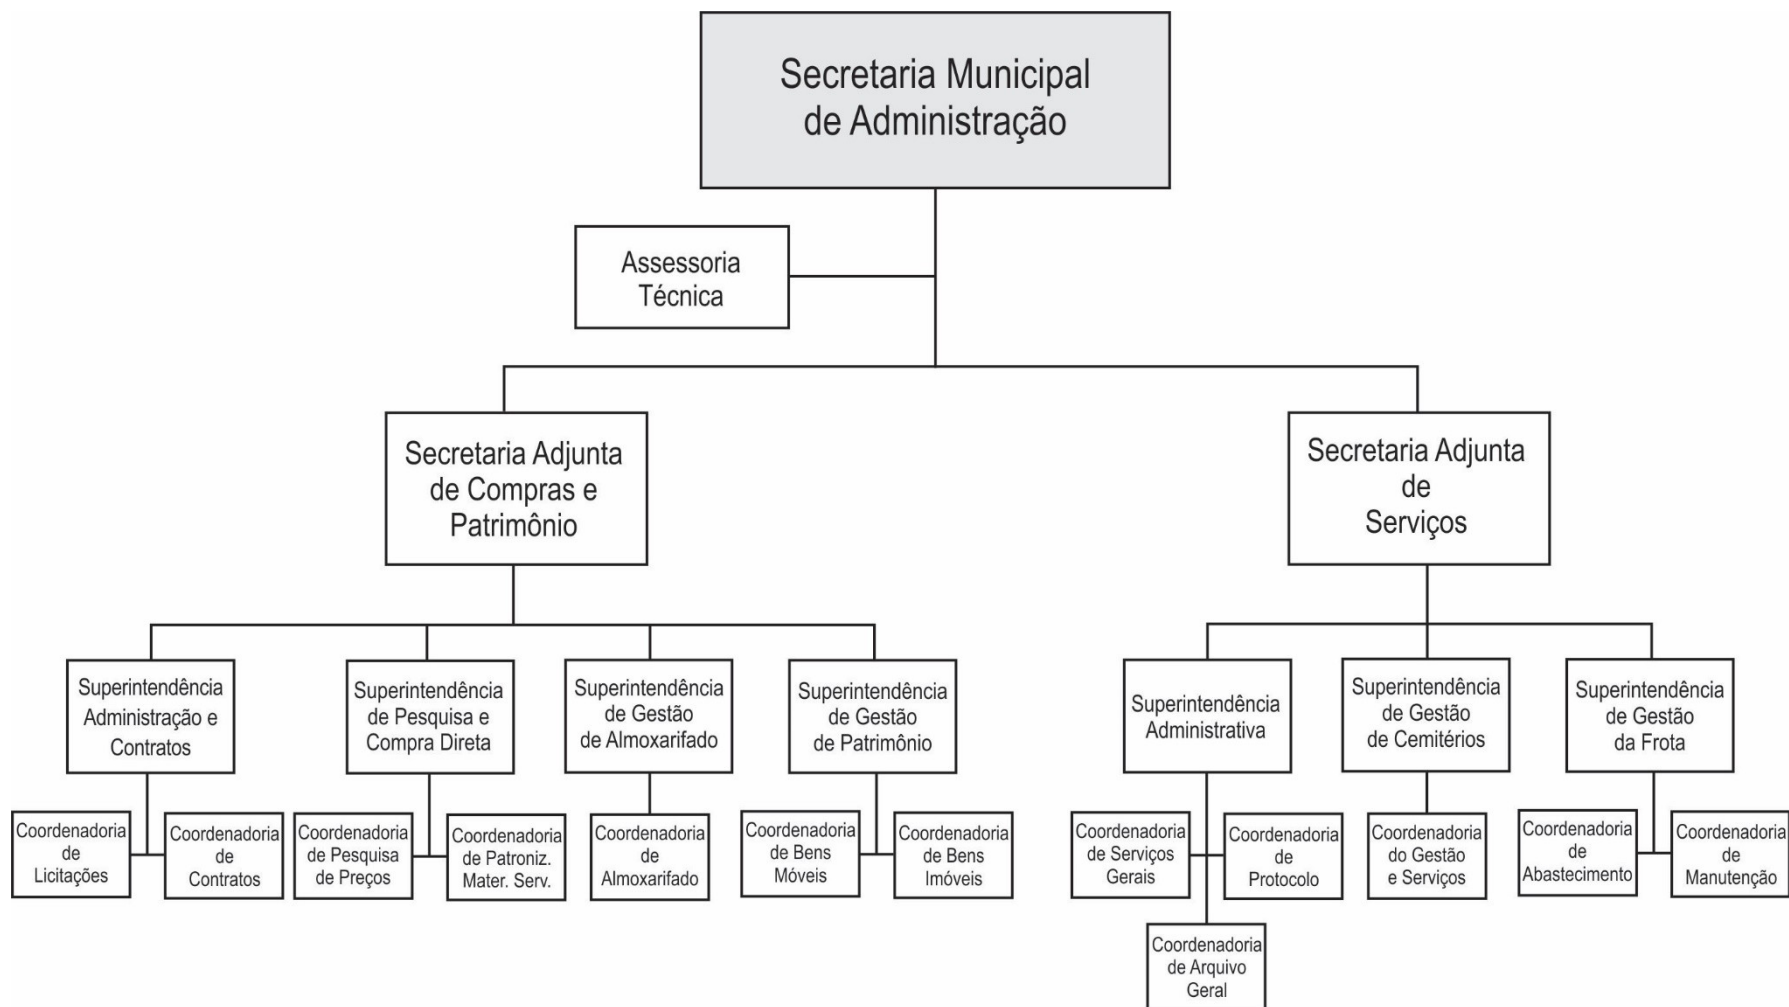 Secretaria Municipal
de Administração
Assessoria
Técnica
Secretaria Adjunta
de Compras e
Patrimônio
Secretaria Adjunta
de
Serviços
Superintendência
Administração e
Contratos
Superintendência
de Pesquisa e
Compra Direta
Superintendência
de Gestão
de Almoxarifado
Superintendência
de Gestão
de Patrimônio
Superintendência
Administrativa
Superintendência
de Gestão
de Cemitérios
Superintendência
de Gestão
da Frota
Coordenadoria
de
Licitações
Coordenadoria
de
Contratos
Coordenadoria
de Pesquisa
de Preços
Coordenadoria
de Patroniz.
Mater. Serv.
Coordenadoria
de
Almoxarifado
Coordenadoria
de Bens
Móveis
Coordenadoria
de Bens
Imóveis
Coordenadoria
de Serviços
Gerais
Coordenadoria
de
Protocolo
Coordenadoria
do Gestão
e Serviços
Coordenadoria
de
Abastecimento
Coordenadoria
de
Manutenção
Coordenadoria
de Arquivo
Geral